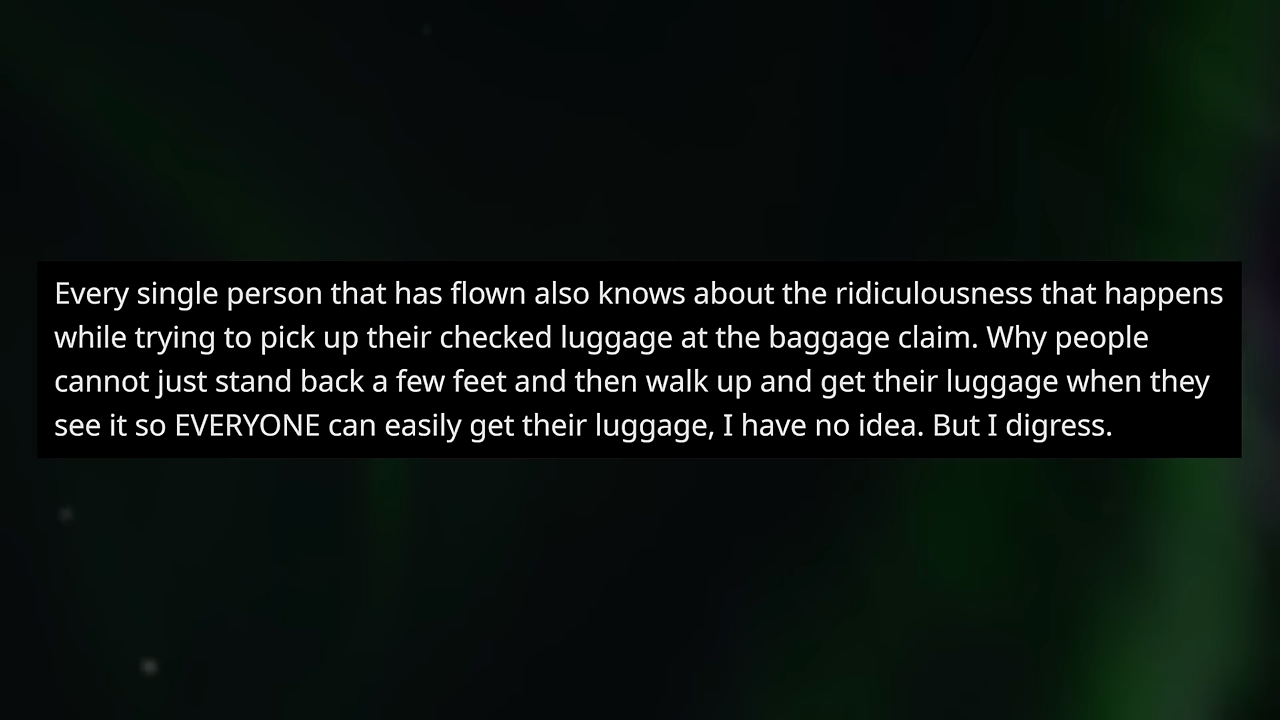 Every single person that has flown also knows about the ridiculousness that happens
while trying to pick up their checked luggage at the baggage claim. Why people
cannot just stand back a few feet and then walk up and get their luggage when they
see it so EVERYONE can easily get their luggage, I have no idea. But I digress.